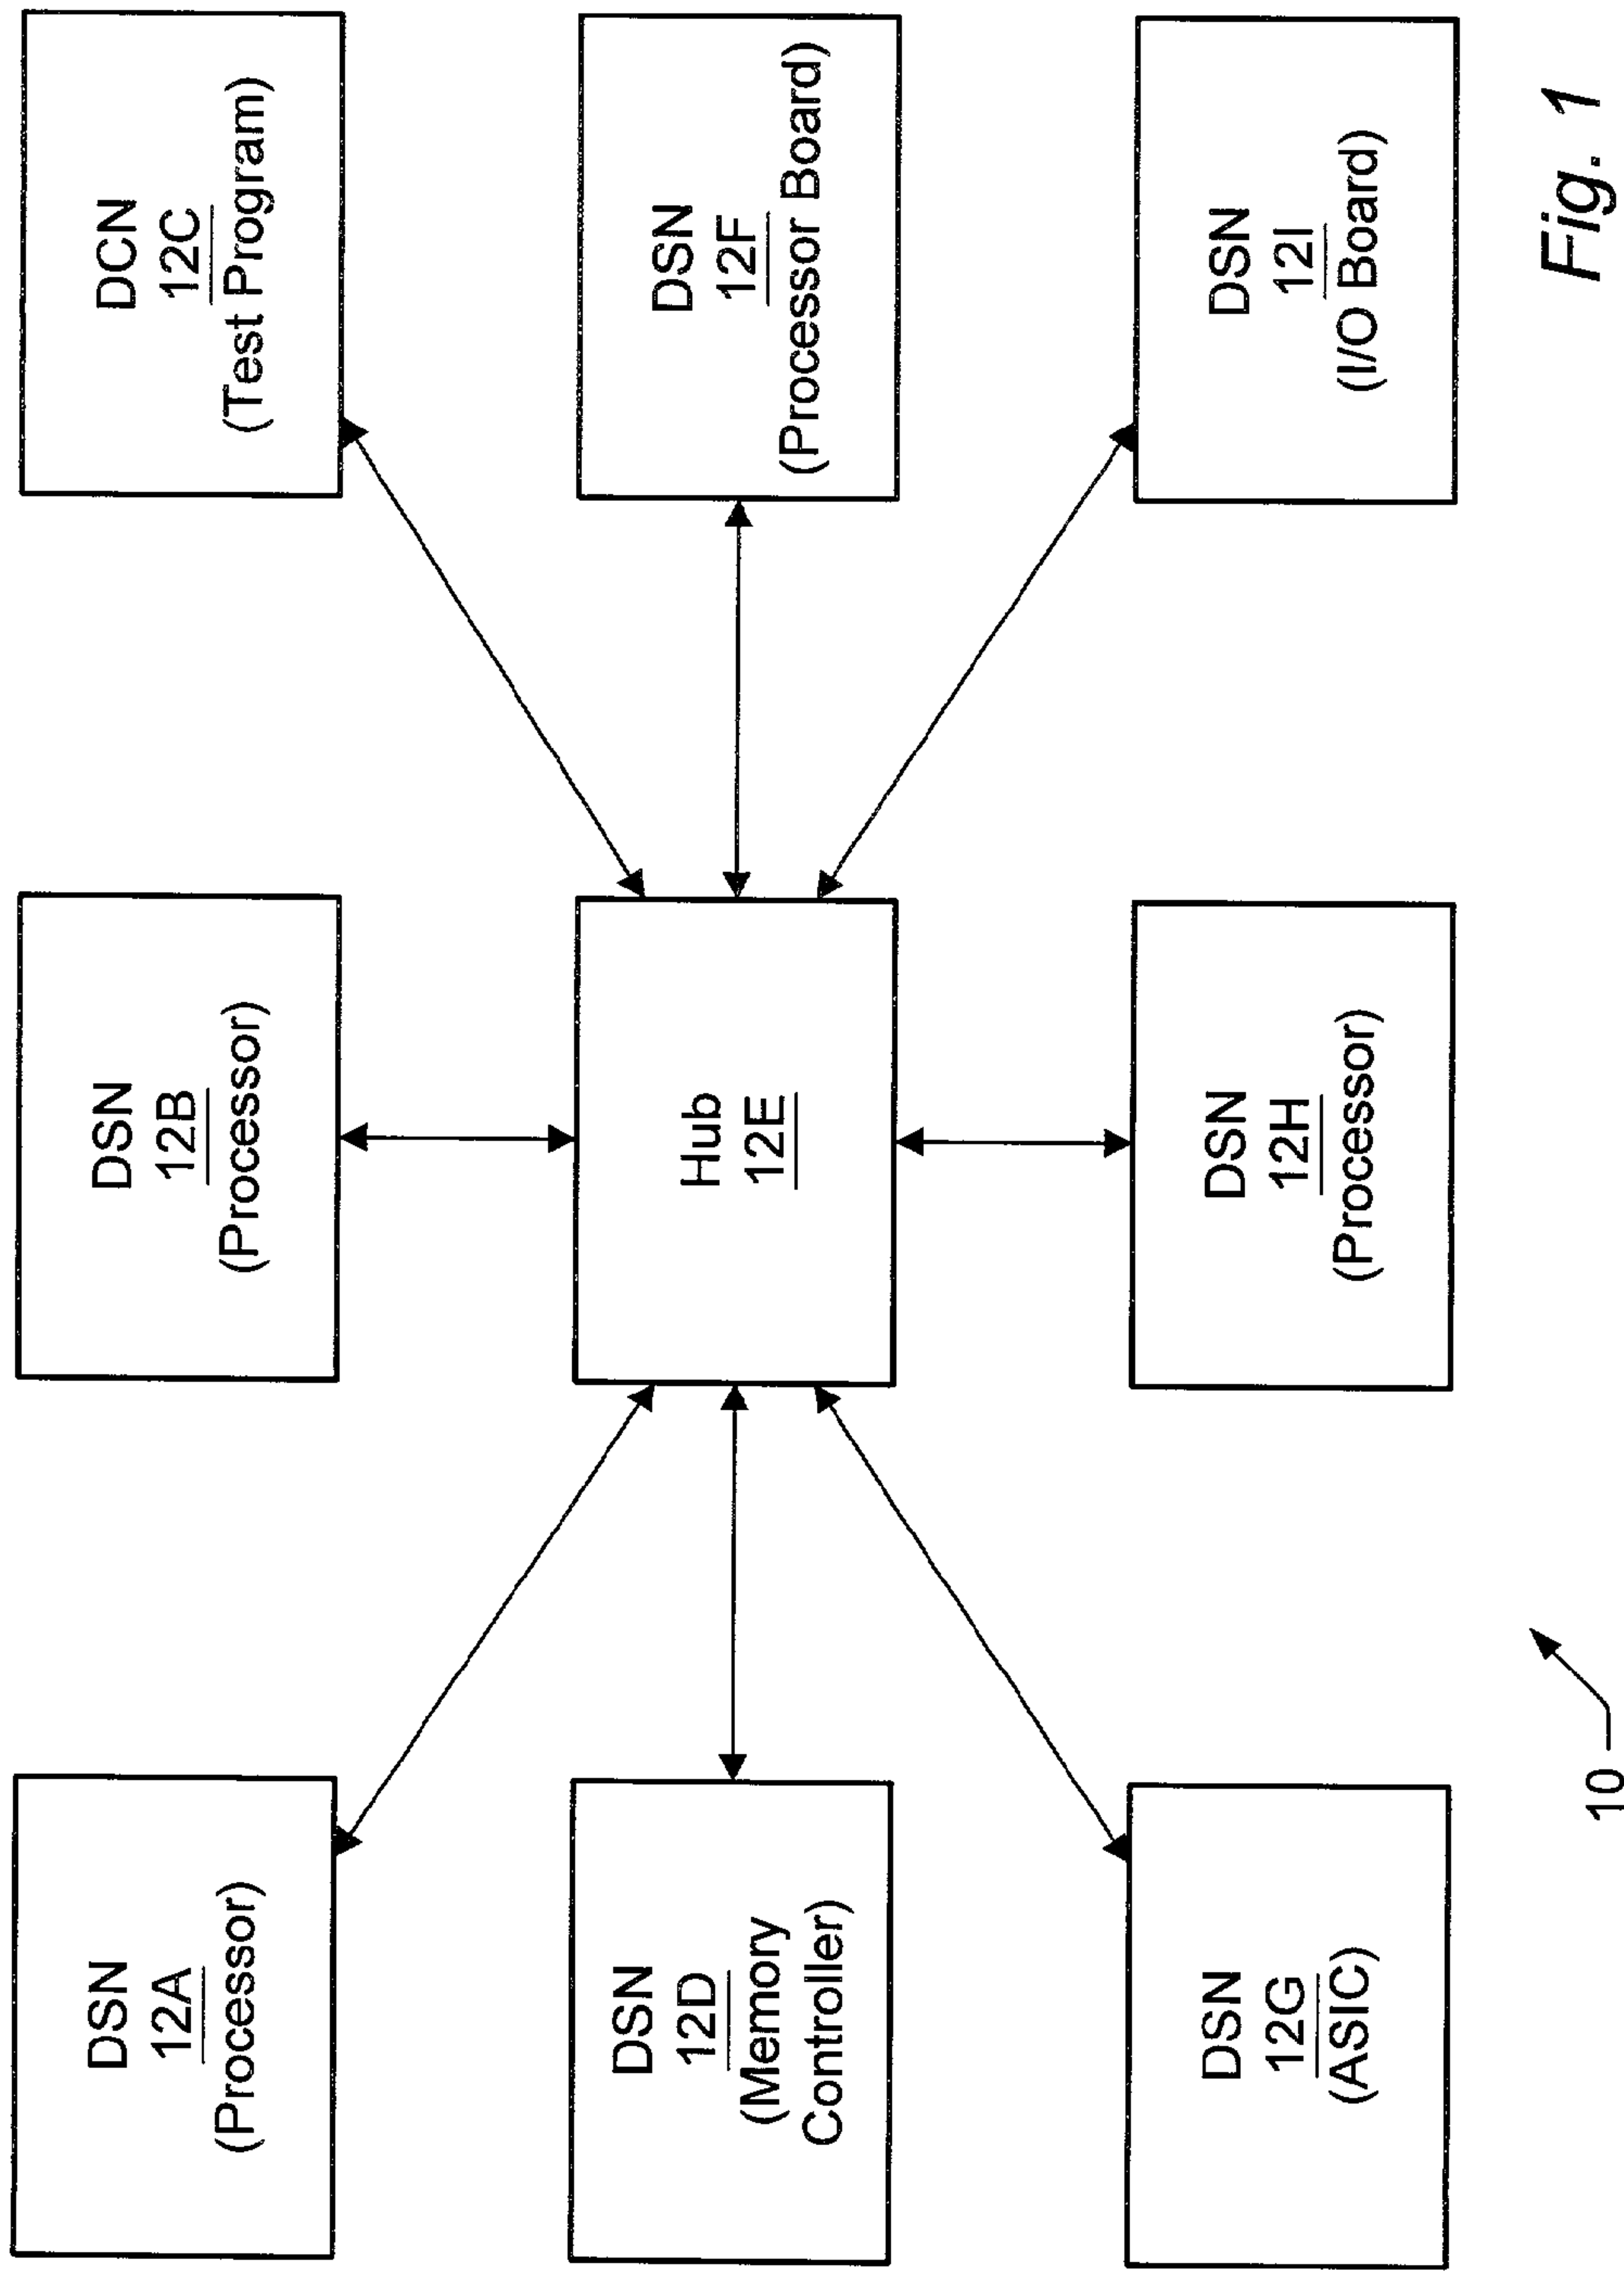 DSN
12A
(Processor)
DSN
12B
(Processor)
DCN
12C
(Test Program)
DSN
12D
(Memory
Controller)
Hub
12E
DSN
12F
(Processor Board)
DSN
12G
(ASIC)
DSN
12H
(Processor)
DSN
12I
(I/O Board)
10
Fig. 1